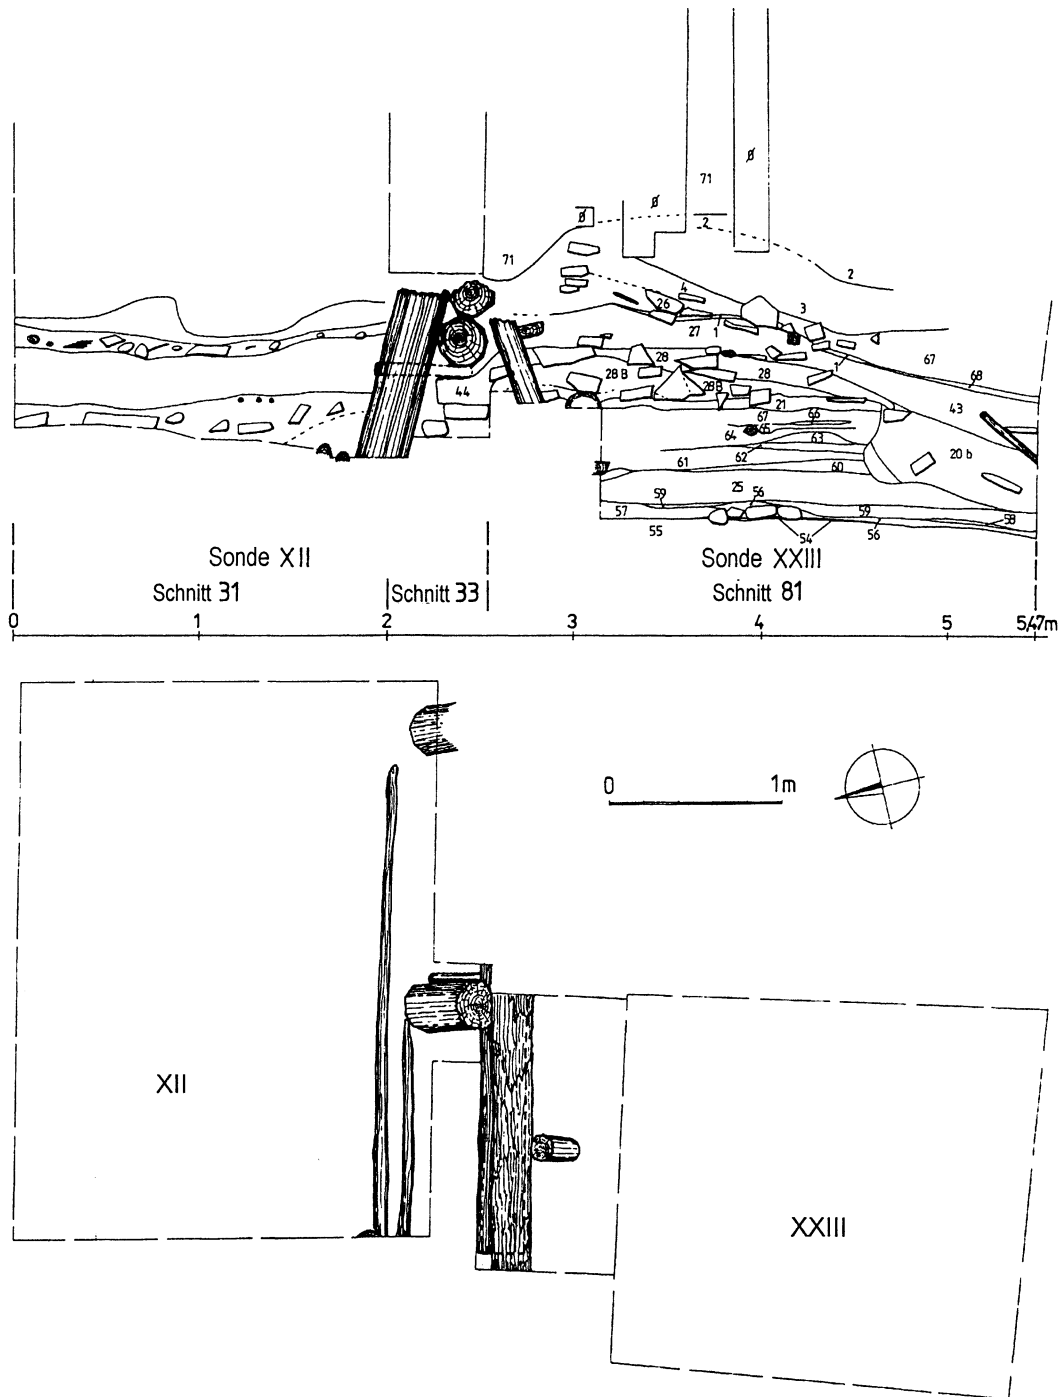 Ø
71
Ø
Ø
2
71
2
4
26
3
27
1
28
1
28
67
28 B
28 B
68
44
21
43
67
66
65
64
63
62
20 b
61
60
25
59
56
57
59
58
55
54
56
Sonde XII
Sonde XXIII
Schnitt 31
Schnitt 33
Schnitt 81
0
1
2
3
4
5
5,47m
0
1m
XII
XXIII